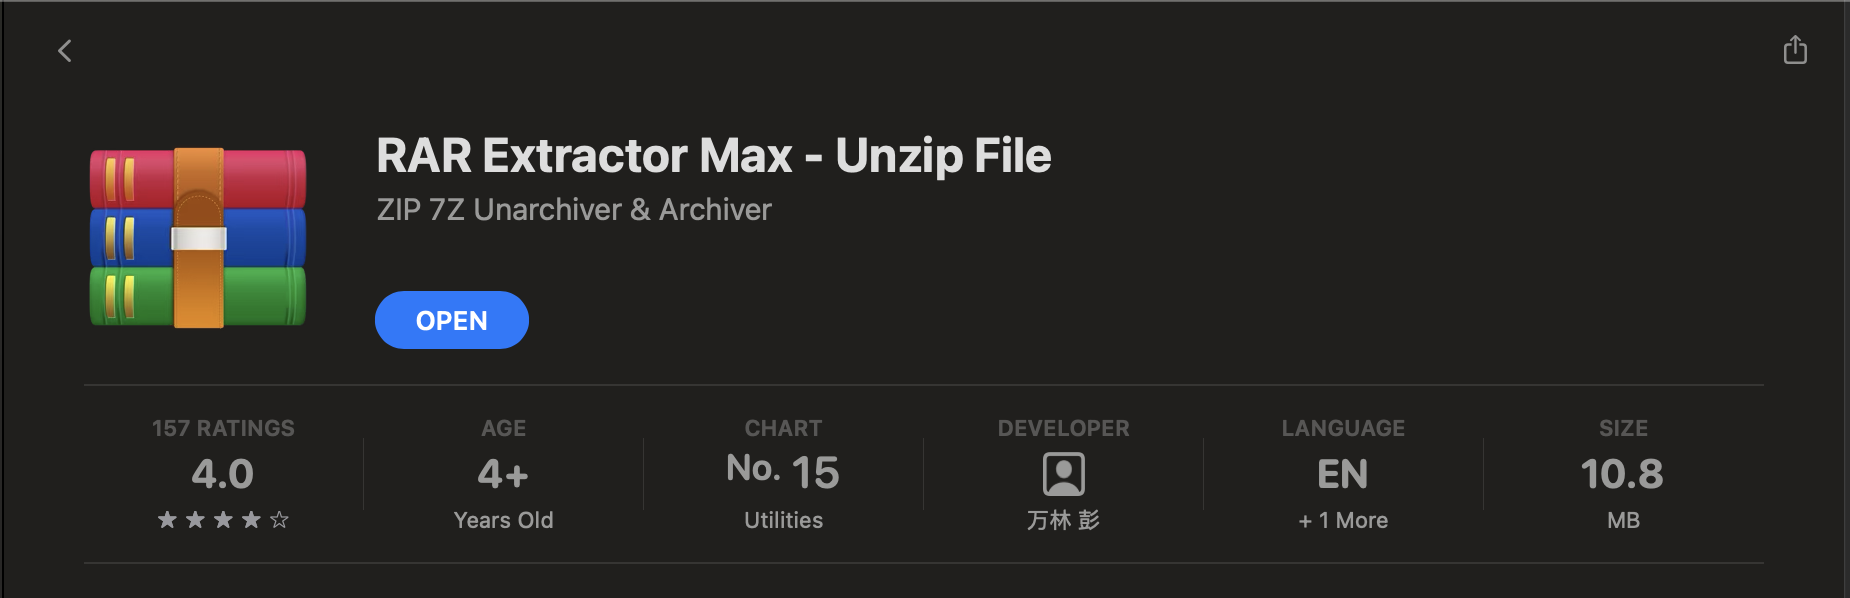 RAR Extractor Max - Unzip File
ZIP 7Z Unarchiver & Archiver
OPEN
157 RATINGS
4.0
AGE
4+
Years Old
CHART
No. 15
Utilities
DEVELOPER
万林 彭
LANGUAGE
EN
+ 1 More
SIZE
10.8
MB